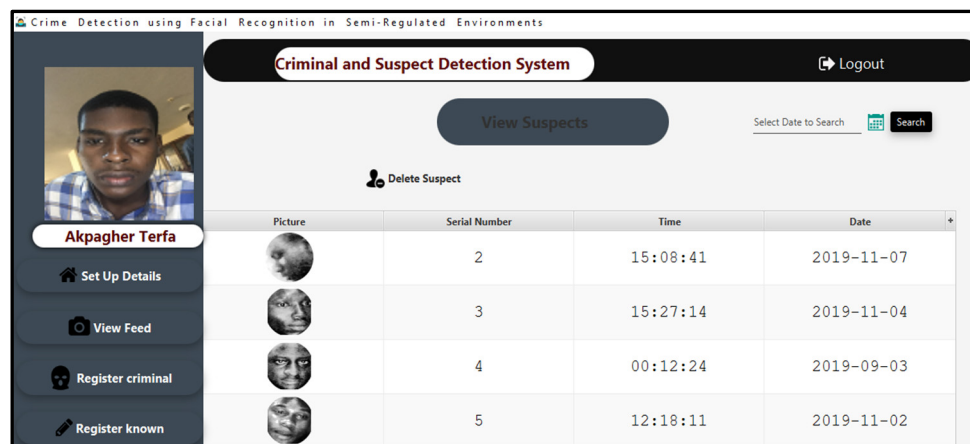 Crime Detection using Facial Recognition in Semi-Regulated Environments
Criminal and Suspect Detection System
Logout
View Suspects
Select Date to Search
Search
Delete Suspect
Akpagher Terfa
Set Up Details
View Feed
Register criminal
Register known
Picture Serial Number Time Date +
2 15:08:41 2019-11-07
3 15:27:14 2019-11-04
4 00:12:24 2019-09-03
5 12:18:11 2019-11-02